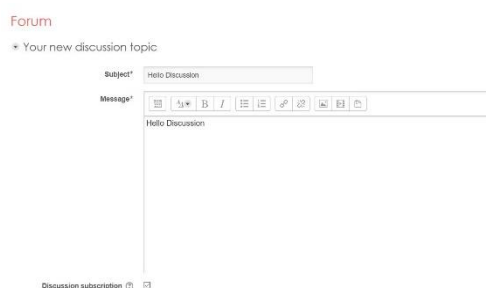 Forum
Your new discussion topic
Subject*
Hello Discussion
Message*
B I
Hello Discussion
Discussion subscription